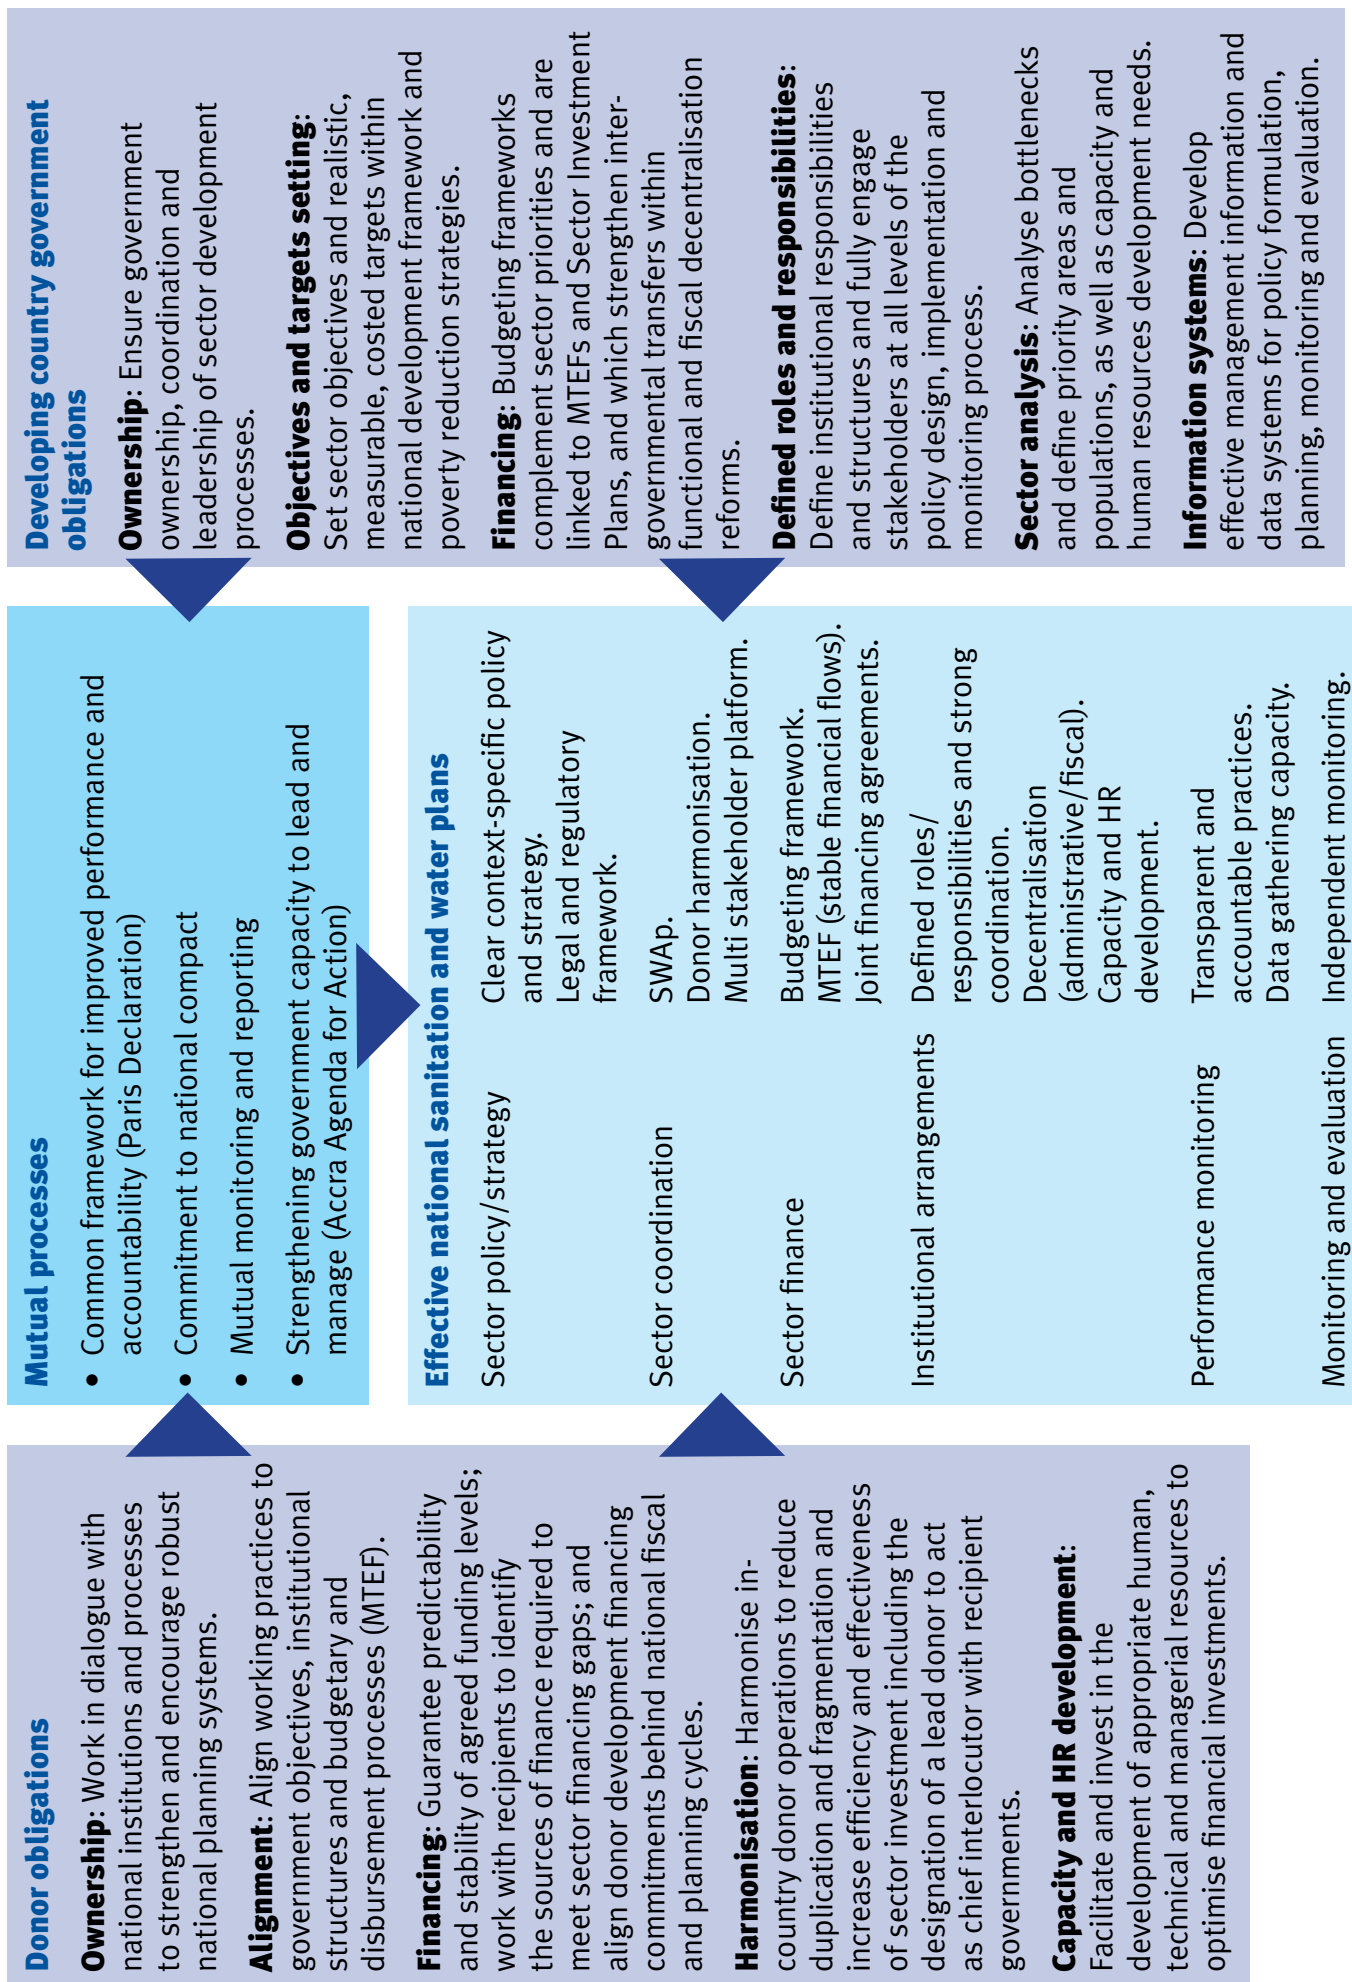 Donor obligations
Ownership: Work in dialogue with
national institutions and processes
to strengthen and encourage robust
national planning systems.
Alignment: Align working practices to
government objectives, institutional
structures and budgetary and
disbursement processes (MTEF).
Financing: Guarantee predictability
and stability of agreed funding levels;
work with recipients to identify
the sources of finance required to
meet sector financing gaps; and
align donor development financing
commitments behind national fiscal
and planning cycles.
Harmonisation: Harmonise in-
country donor operations to reduce
duplication and fragmentation and
increase efficiency and effectiveness
of sector investment including the
designation of a lead donor to act
as chief interlocutor with recipient
governments.
Capacity and HR development:
Facilitate and invest in the
development of appropriate human,
technical and managerial resources to
optimise financial investments.
Mutual processes
• Common framework for improved performance and
accountability (Paris Declaration)
• Commitment to national compact
• Mutual monitoring and reporting
• Strengthening government capacity to lead and
manage (Accra Agenda for Action)
Effective national sanitation and water plans
Sector policy/strategy Clear context-specific policy
and strategy.
Legal and regulatory
framework.
Sector coordination SWAp.
Donor harmonisation.
Multi stakeholder platform.
Sector finance Budgeting framework.
MTEF (stable financial flows).
Joint financing agreements.
Institutional arrangements Defined roles/
responsibilities and strong
coordination.
Decentralisation
(administrative/fiscal).
Capacity and HR
development.
Performance monitoring Transparent and
accountable practices.
Data gathering capacity.
Monitoring and evaluation Independent monitoring.
Developing country government
obligations
Ownership: Ensure government
ownership, coordination and
leadership of sector development
processes.
Objectives and targets setting:
Set sector objectives and realistic,
measurable, costed targets within
national development framework and
poverty reduction strategies.
Financing: Budgeting frameworks
complement sector priorities and are
linked to MTEFs and Sector Investment
Plans, and which strengthen inter-
governmental transfers within
functional and fiscal decentralisation
reforms.
Defined roles and responsibilities:
Define institutional responsibilities
and structures and fully engage
stakeholders at all levels of the
policy design, implementation and
monitoring process.
Sector analysis: Analyse bottlenecks
and define priority areas and
populations, as well as capacity and
human resources development needs.
Information systems: Develop
effective management information and
data systems for policy formulation,
planning, monitoring and evaluation.